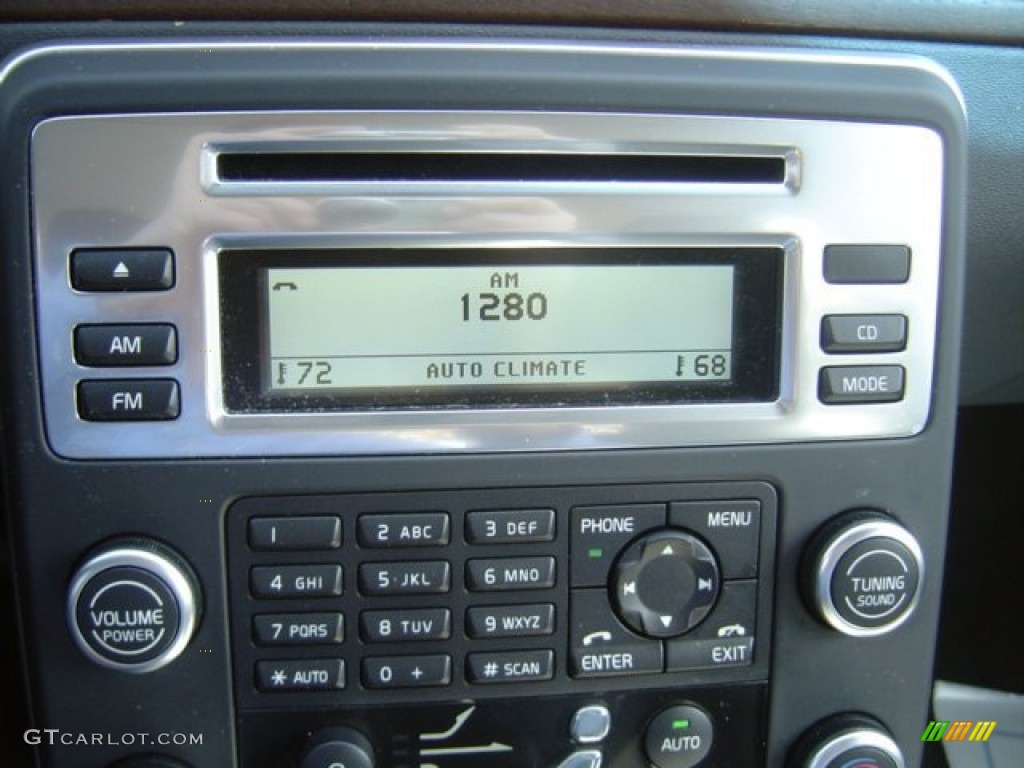 AM
1280
72 AUTO CLIMATE 68
AM
FM
CD
MODE
1 2 ABC 3 DEF
4 GHI 5 JKL 6 MNO
7 PQRS 8 TUV 9 WXYZ
* AUTO 0 + # SCAN
PHONE MENU
ENTER EXIT
VOLUME
POWER
TUNING
SOUND
AUTO
GTCARLOT.COM